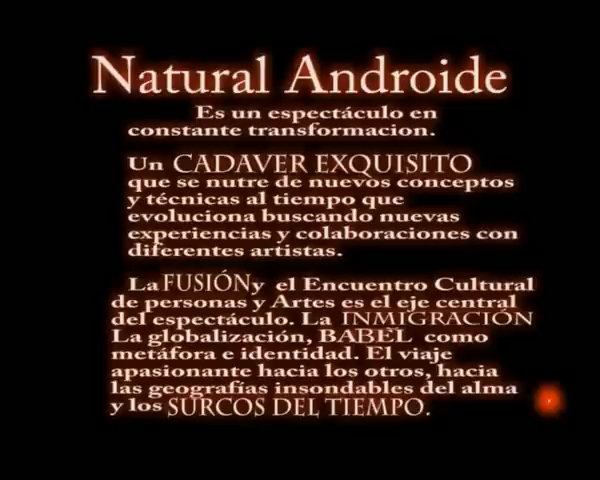 Natural Androide
Es un espectáculo en
constante transformacion.
Un CADAVER EXQUISITO
que se nutre de nuevos conceptos
y técnicas al tiempo que
evoluciona buscando nuevas
experiencias y colaboraciones con
diferentes artistas.
La FUSIÓN y el Encuentro Cultural
de personas y Artes es el eje central
del espectáculo. La INMIGRACIÓN
La globalización, BABEL como
metáfora e identidad. El viaje
apasionante hacia los otros, hacia
las geografías insondables del alma
y los SURCOS DEL TIEMPO.